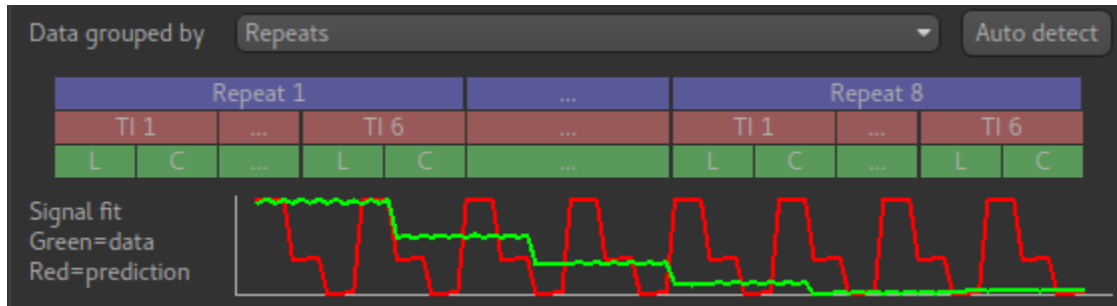 Data grouped by Repeats Auto detect
Repeat 1 ... Repeat 8
TI 1 ... TI 6 ... TI 1 ... TI 6
L C ... L C ... L C ... L C
Signal fit
Green=data
Red=prediction